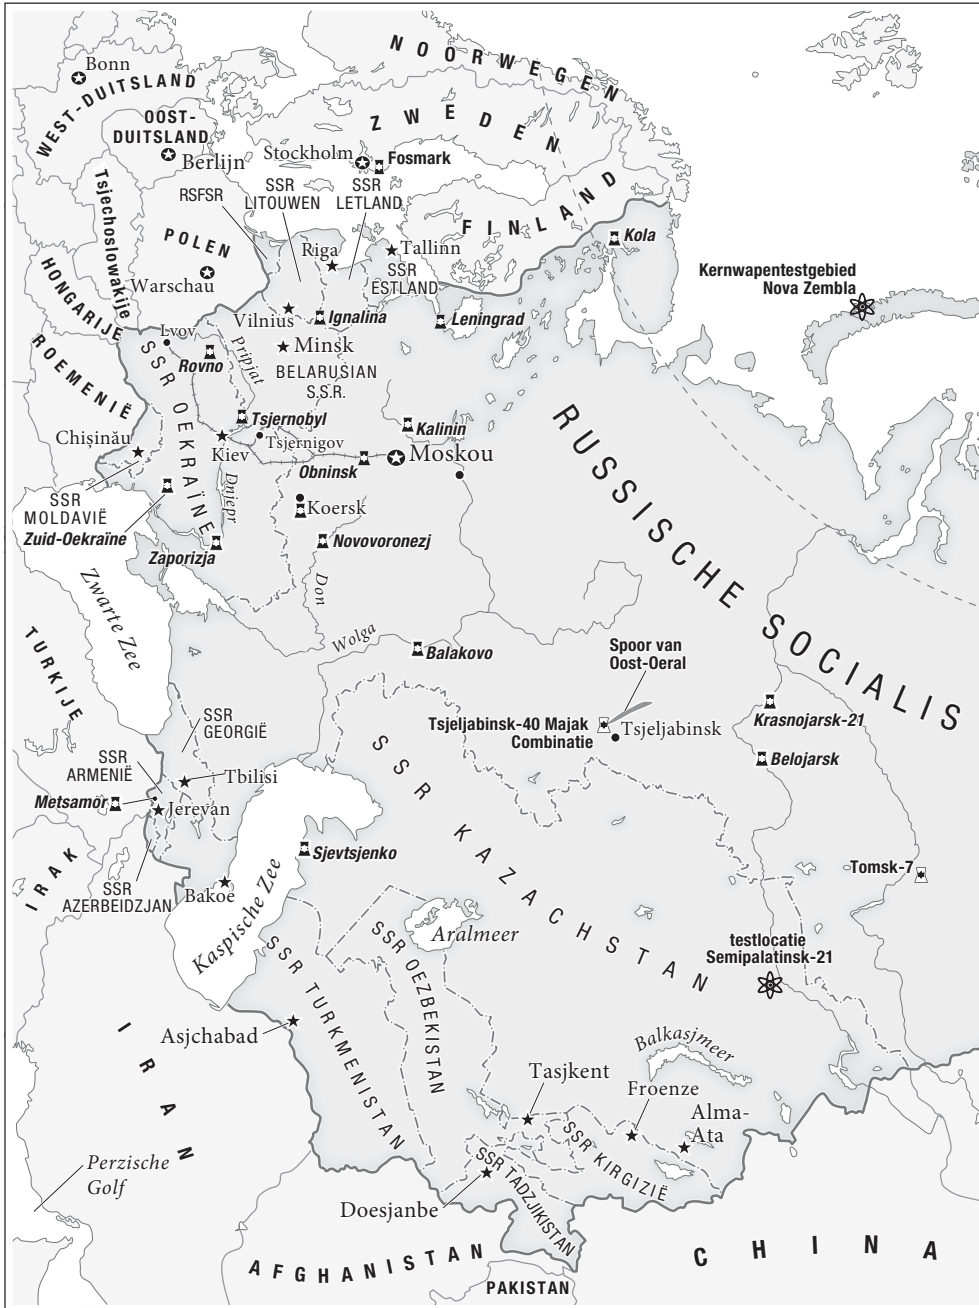 NOORWEGEN
Bonn
WEST-DUITSLAND
ZWEDEN
OOST-
DUITSLAND
Berlijn
Stockholm
Fosmark
Tsjechoslowakije
RSFSR
SSR
LITOUWEN
SSR
LETLAND
FINLAND
POLEN
Riga
Tallinn
Kola
SSR
ESTLAND
Kernwapentestgebied
Nova Zembla
HONGARIJE
Warschau
Vilnius
Ignalina
Leningrad
ROEMENIË
Lvov
Rovno
Pripjat
Minsk
BELARUSIAN
S.S.R.
SSR OEKRAÏNE
Tsjernobyl
Kalinin
Chișinău
Kiev
Tsjernigov
Obninsk
Moskou
RUSSISCHE SOCIALIS
Dnjepr
SSR
MOLDAVIË
Koersk
Zuid-Oekraïne
Zaporizja
Novovoronezj
Zwarte Zee
Don
Wolga
Balakovo
Spoor van
Oost-Oeral
TURKIJE
SSR
GEORGIË
Tsjeljabinsk-40 Majak
Combinatie
Tsjeljabinsk
Krasnojarsk-21
Belojarsk
SSR
ARMENIË
Tbilisi
SSR KAZACHSTAN
Metsamor
Jerevan
Sjevtsjenko
IRAK
SSR
AZERBEIDZJAN
Bakoe
Kaspische Zee
Tomsk-7
Aralmeer
testlocatie
Semipalatinsk-21
SSR TURKMENISTAN
SSR OEZBEKISTAN
Asjchabad
IRAN
Balkasjmeer
Tasjkent
Froenze
Alma-
Ata
SSR KIRGIZIË
SSR TADZJIKISTAN
Perzische
Golf
Doesjanbe
AFGHANISTAN
PAKISTAN
CHINA